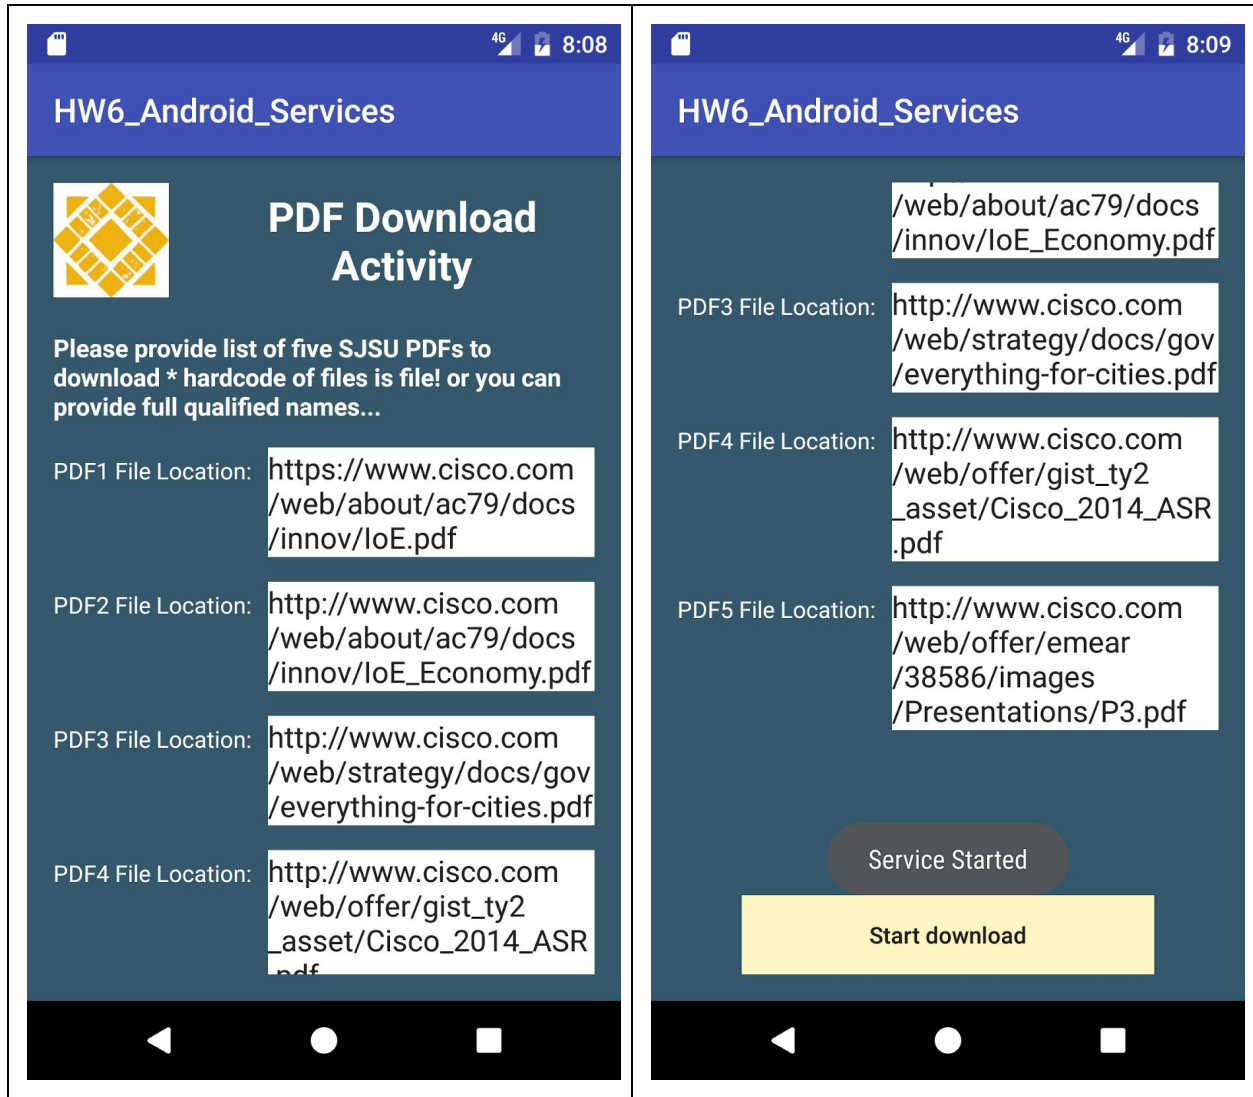 4G 8:08
HW6_Android_Services
PDF Download
Activity
Please provide list of five SJSU PDFs to
download * hardcode of files is file! or you can
provide full qualified names...
PDF1 File Location:
https://www.cisco.com
/web/about/ac79/docs
/innov/IoE.pdf
PDF2 File Location:
http://www.cisco.com
/web/about/ac79/docs
/innov/IoE_Economy.pdf
PDF3 File Location:
http://www.cisco.com
/web/strategy/docs/gov
/everything-for-cities.pdf
PDF4 File Location:
http://www.cisco.com
/web/offer/gist_ty2
_asset/Cisco_2014_ASR
.pdf
4G 8:09
HW6_Android_Services
/web/about/ac79/docs
/innov/IoE_Economy.pdf
PDF3 File Location:
http://www.cisco.com
/web/strategy/docs/gov
/everything-for-cities.pdf
PDF4 File Location:
http://www.cisco.com
/web/offer/gist_ty2
_asset/Cisco_2014_ASR
.pdf
PDF5 File Location:
http://www.cisco.com
/web/offer/emear
/38586/images
/Presentations/P3.pdf
Service Started
Start download